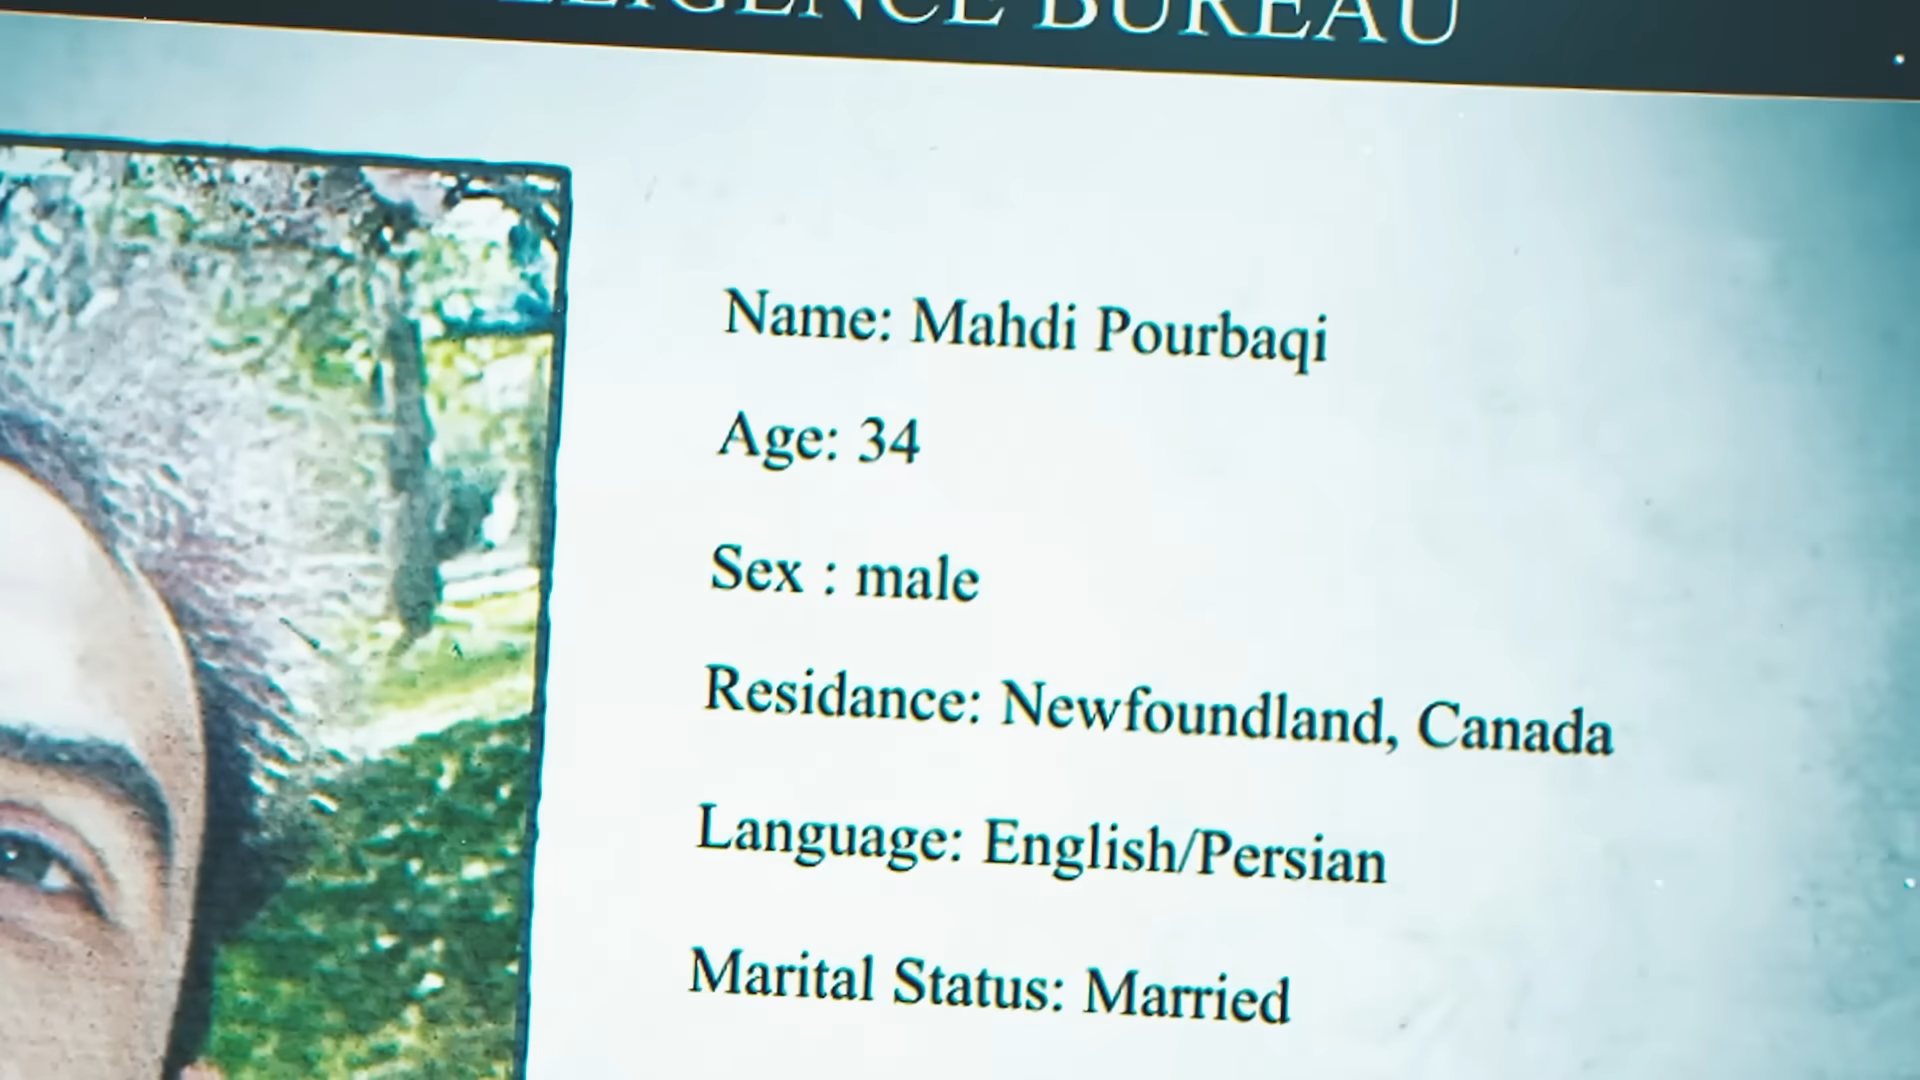 BUREAU
Name: Mahdi Pourbaqi
Age: 34
Sex : male
Residance: Newfoundland, Canada
Language: English/Persian
Marital Status: Married